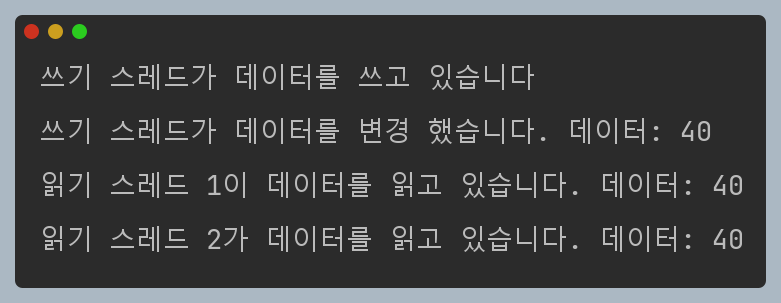 쓰기 스레드가 데이터를 쓰고 있습니다
쓰기 스레드가 데이터를 변경 했습니다. 데이터: 40
읽기 스레드 1이 데이터를 읽고 있습니다. 데이터: 40
읽기 스레드 2가 데이터를 읽고 있습니다. 데이터: 40